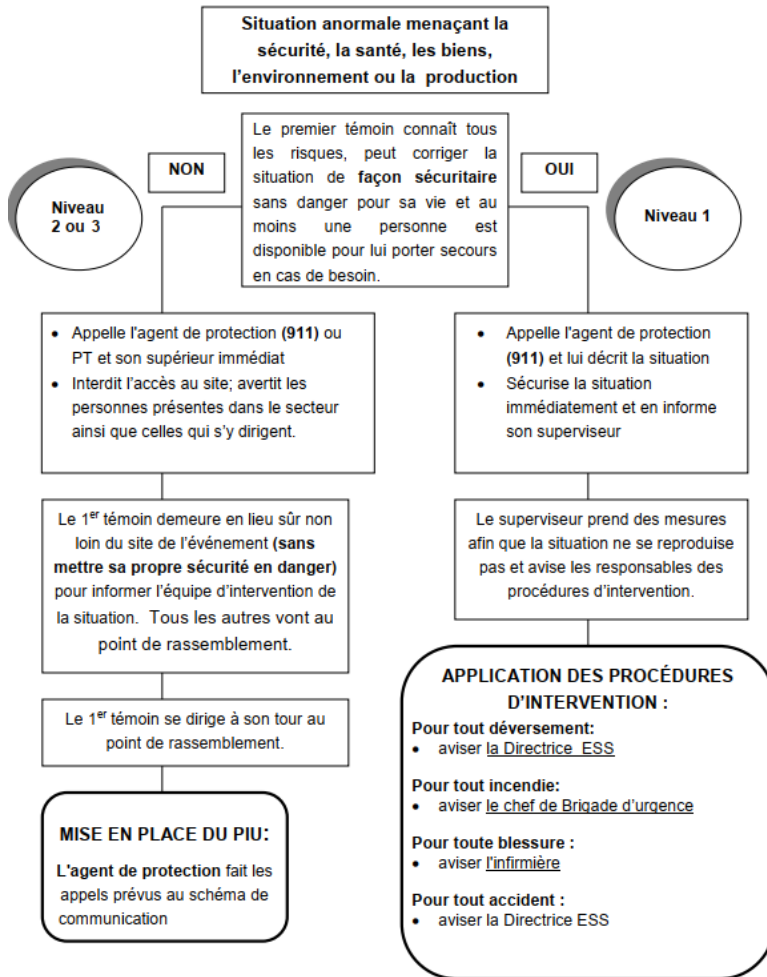 Situation anormale menaçant la
sécurité, la santé, les biens,
l'environnement ou la production
Le premier témoin connaît tous
les risques, peut corriger la
situation de façon sécuritaire
sans danger pour sa vie et au
moins une personne est
disponible pour lui porter secours
en cas de besoin.
NON
OUI
Niveau
2 ou 3
Niveau 1
• Appelle l'agent de protection (911) ou
PT et son supérieur immédiat
• Interdit l'accès au site; avertit les
personnes présentes dans le secteur
ainsi que celles qui s'y dirigent.
Le 1er témoin demeure en lieu sûr non
loin du site de l'événement (sans
mettre sa propre sécurité en danger)
pour informer l'équipe d'intervention de
la situation. Tous les autres vont au
point de rassemblement.
Le 1er témoin se dirige à son tour au
point de rassemblement.
MISE EN PLACE DU PIU:
L'agent de protection fait les
appels prévus au schéma de
communication
• Appelle l'agent de protection
(911) et lui décrit la situation
• Sécurise la situation
immédiatement et en informe
son superviseur
Le superviseur prend des mesures
afin que la situation ne se reproduise
pas et avise les responsables des
procédures d'intervention.
APPLICATION DES PROCÉDURES
D'INTERVENTION :
Pour tout déversement:
• aviser la Directrice ESS
Pour tout incendie:
• aviser le chef de Brigade d'urgence
Pour toute blessure :
• aviser l'infirmière
Pour tout accident :
• aviser la Directrice ESS